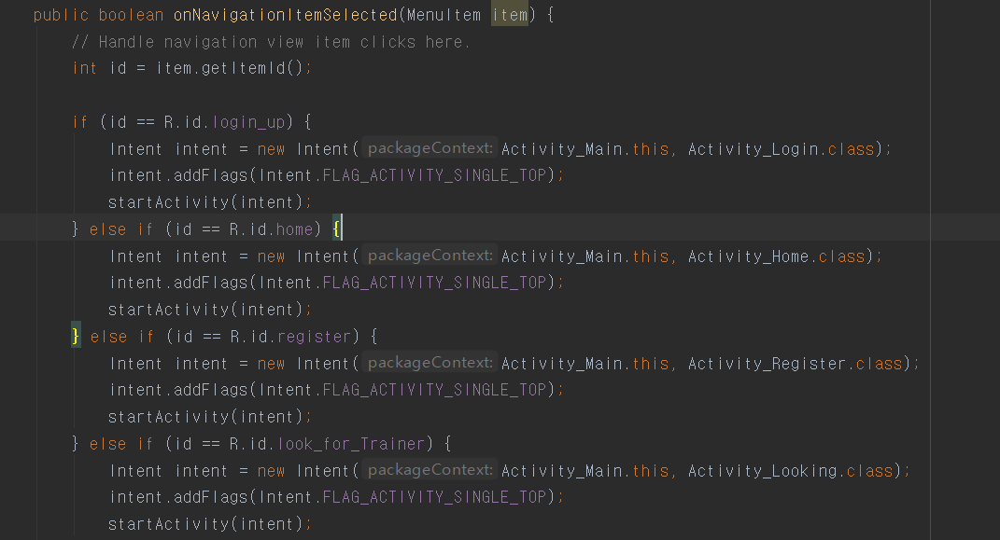 public boolean onNavigationItemSelected(MenuItem item) {
// Handle navigation view item clicks here.
int id = item.getItemId();
if (id == R.id.login_up) {
Intent intent = new Intent( packageContext: Activity_Main.this, Activity_Login.class);
intent.addFlags(Intent.FLAG_ACTIVITY_SINGLE_TOP);
startActivity(intent);
} else if (id == R.id.home) {
Intent intent = new Intent( packageContext: Activity_Main.this, Activity_Home.class);
intent.addFlags(Intent.FLAG_ACTIVITY_SINGLE_TOP);
startActivity(intent);
} else if (id == R.id.register) {
Intent intent = new Intent( packageContext: Activity_Main.this, Activity_Register.class);
intent.addFlags(Intent.FLAG_ACTIVITY_SINGLE_TOP);
startActivity(intent);
} else if (id == R.id.look_for_Trainer) {
Intent intent = new Intent( packageContext: Activity_Main.this, Activity_Looking.class);
intent.addFlags(Intent.FLAG_ACTIVITY_SINGLE_TOP);
startActivity(intent);